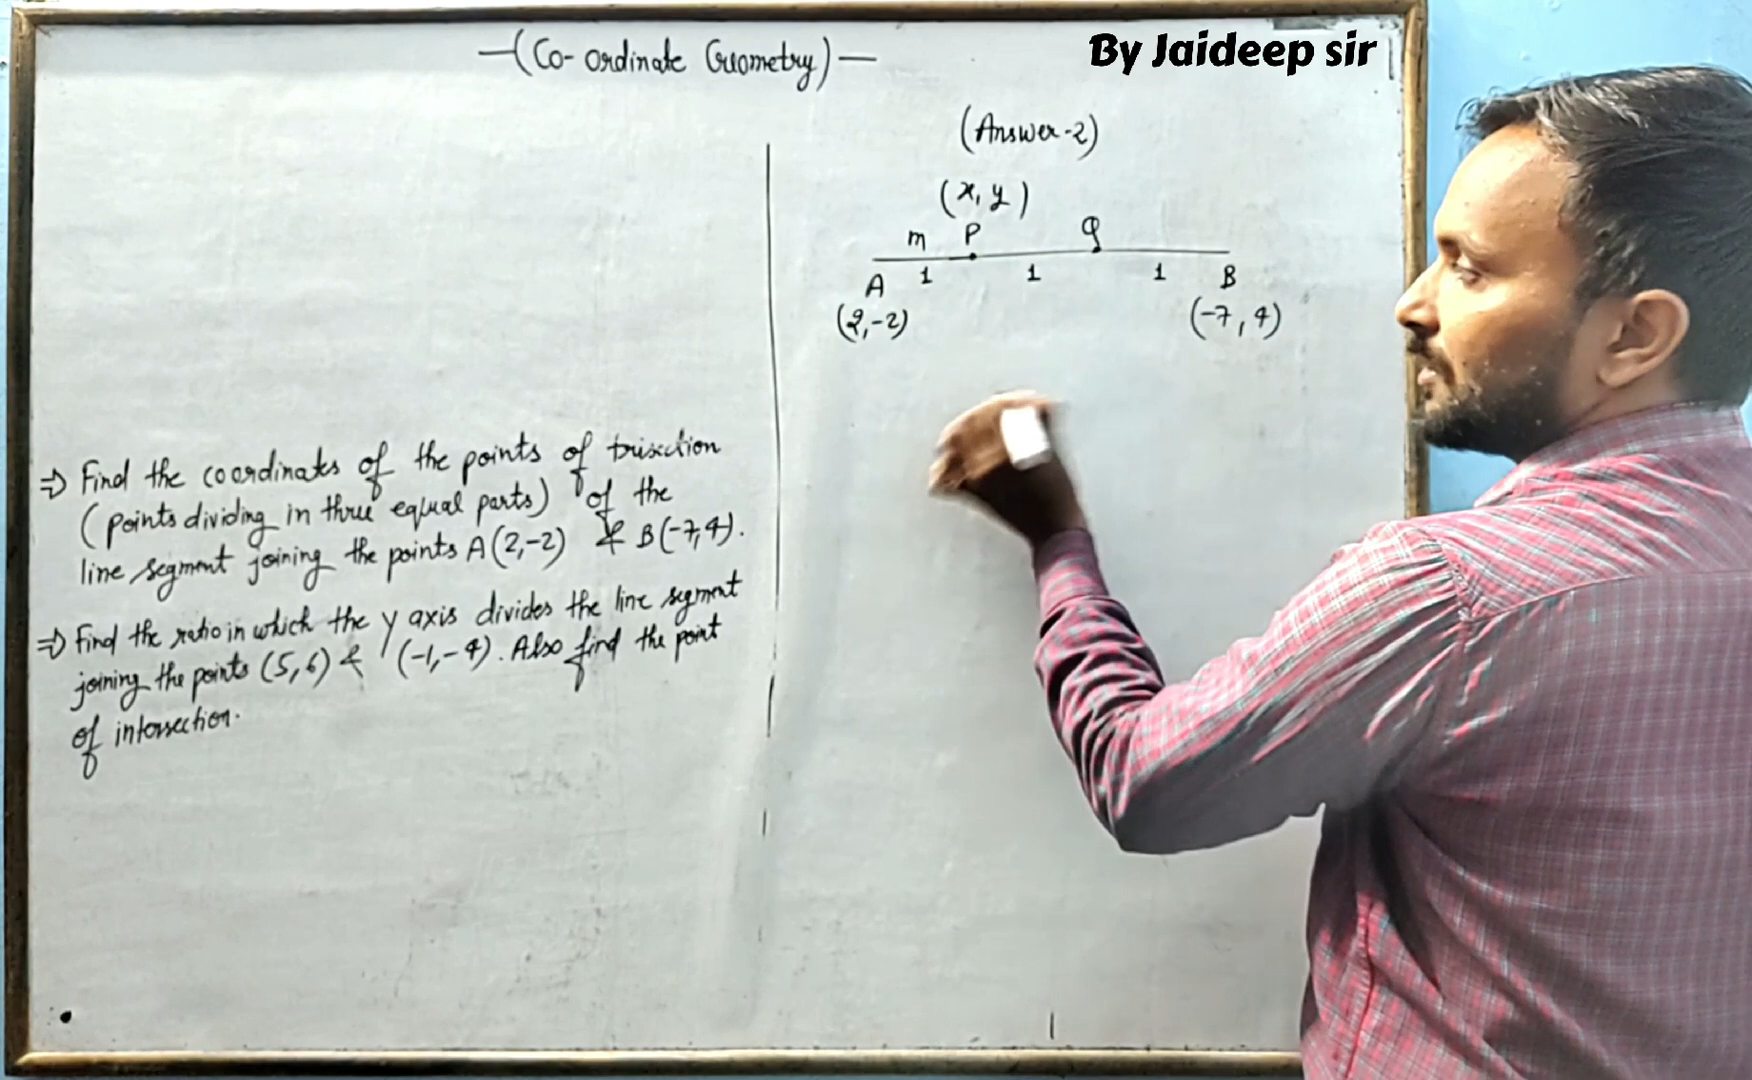 —(Co-ordinate Geometry)—
By Jaideep sir
(Answer-2)
(x, y)
m P Q
A 1 1 1 B
(2,-2) (-7, 4)
⇒ Find the coordinates of the points of trisection
(points dividing in three equal parts) of the
line segment joining the points A(2,-2) & B(-7,4).
⇒ Find the ratio in which the y axis divides the line segment
joining the points (5,6) & (-1,-4). Also find the point
of intersection.